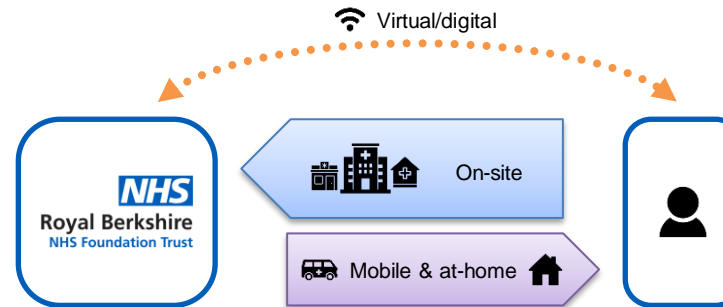 Virtual/digital
NHS
Royal Berkshire
NHS Foundation Trust
On-site
Mobile & at-home